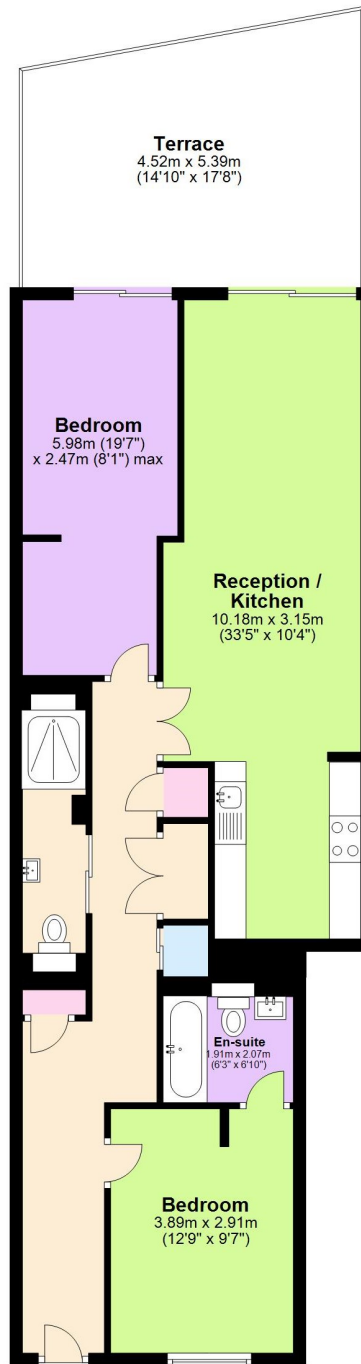 Terrace
4.52m x 5.39m
(14'10" x 17'8")
Bedroom
5.98m (19'7")
x 2.47m (8'1") max
Reception /
Kitchen
10.18m x 3.15m
(33'5" x 10'4")
En-suite
1.91m x 2.07m
(6'3" x 6'10")
Bedroom
3.89m x 2.91m
(12'9" x 9'7")